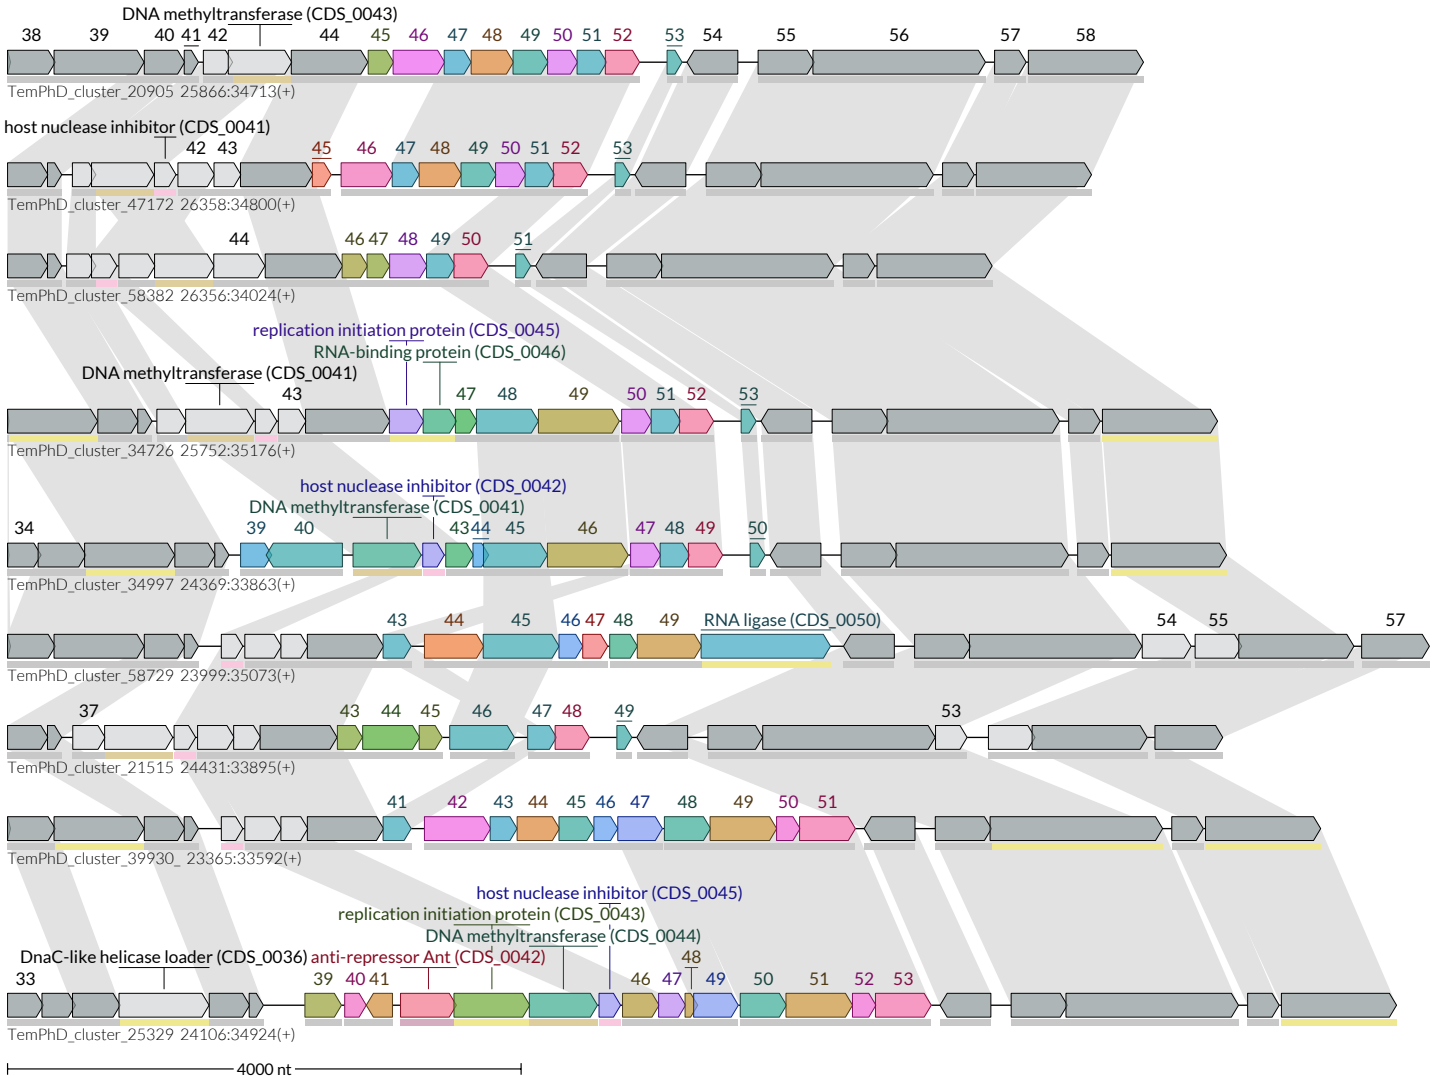 DNA methyltransferase (CDS_0043)
38 39 40 41 42 44 45 46 47 48 49 50 51 52 53 54 55 56 57 58
TemPhD_cluster_20905 25866:34713(+)
host nuclease inhibitor (CDS_0041)
42 43 45 46 47 48 49 50 51 52 53
TemPhD_cluster_47172 26358:34800(+)
44 46 47 48 49 50 51
TemPhD_cluster_58382 26356:34024(+)
replication initiation protein (CDS_0045)
RNA-binding protein (CDS_0046)
DNA methyltransferase (CDS_0041)
43 47 48 49 50 51 52 53
TemPhD_cluster_34726 25752:35176(+)
host nuclease inhibitor (CDS_0042)
DNA methyltransferase (CDS_0041)
34 39 40 43 44 45 46 47 48 49 50
TemPhD_cluster_34997 24369:33863(+)
43 44 45 46 47 48 49 RNA ligase (CDS_0050) 54 55 57
TemPhD_cluster_58729 23999:35073(+)
37 43 44 45 46 47 48 49 53
TemPhD_cluster_21515 24431:33895(+)
41 42 43 44 45 46 47 48 49 50 51
TemPhD_cluster_39930_ 23365:33592(+)
host nuclease inhibitor (CDS_0045)
replication initiation protein (CDS_0043)
DNA methyltransferase (CDS_0044)
DnaC-like helicase loader (CDS_0036) anti-repressor Ant (CDS_0042) 48
33 39 40 41 46 47 49 50 51 52 53
TemPhD_cluster_25329 24106:34924(+)
4000 nt